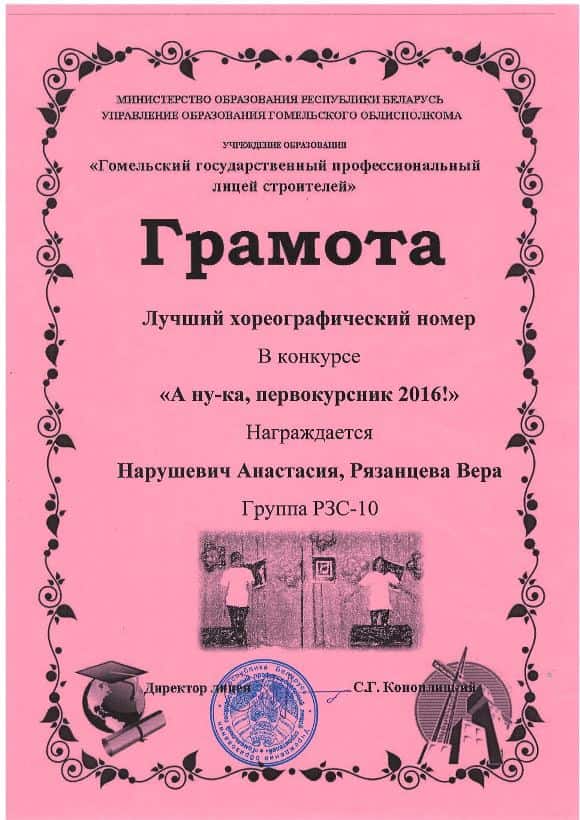 МИНИСТЕРСТВО ОБРАЗОВАНИЯ РЕСПУБЛИКИ БЕЛАРУСЬ
УПРАВЛЕНИЕ ОБРАЗОВАНИЯ ГОМЕЛЬСКОГО ОБЛИСПОЛКОМА
УЧРЕЖДЕНИЕ ОБРАЗОВАНИЯ
«Гомельский государственный профессиональный
лицей строителей»
Грамота
Лучший хореографический номер
В конкурсе
«А ну-ка, первокурсник 2016!»
Награждается
Нарушевич Анастасия, Рязанцева Вера
Группа РЗС-10
Директор лицея С.Г. Коноплицкий